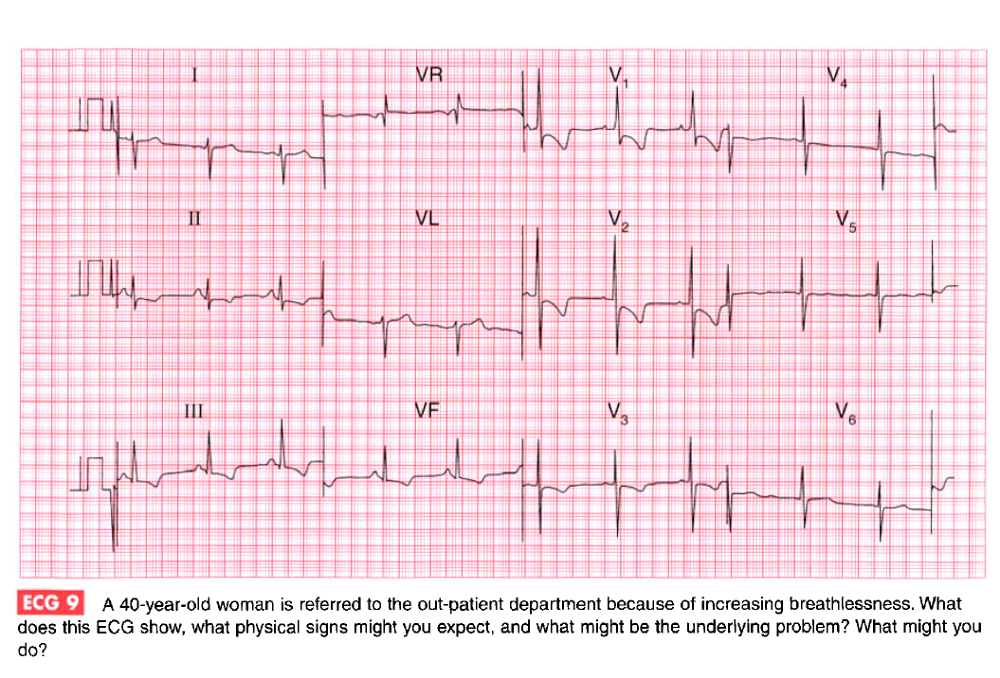 I VR V1 V4
II VL V2 V5
III VF V3 V6
ECG 9 A 40-year-old woman is referred to the out-patient department because of increasing breathlessness. What
does this ECG show, what physical signs might you expect, and what might be the underlying problem? What might you
do?